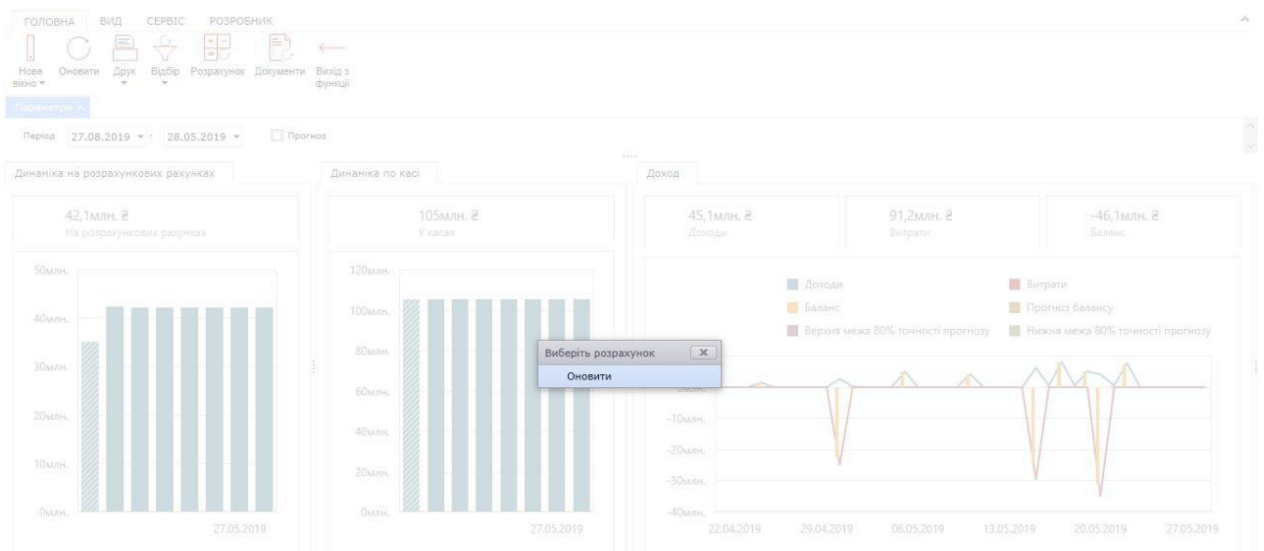 ГОЛОВНА ВИД СЕРВІС РОЗРОБНИК
Нове вікно Оновити Друк Відбір Розрахунок Документи Вихід з функції
Параметри
Період 27.08.2019 - 28.05.2019 Прогноз
Динаміка на розрахункових рахунках
42,1млн. ₴
На розрахункових рахунках
50млн.
40млн.
30млн.
20млн.
10млн.
0млн.
27.05.2019
Динаміка по касі
105млн. ₴
У касах
120млн.
100млн.
80млн.
60млн.
40млн.
20млн.
0млн.
27.05.2019
Доход
45,1млн. ₴ 91,2млн. ₴ -46,1млн. ₴
Доходи Витрати Баланс
Доходи Витрати
Баланс Прогноз балансу
Верхня межа 80% точності прогнозу Нижня межа 80% точності прогнозу
Виберіть розрахунок
Оновити
0млн.
-10млн.
-20млн.
-30млн.
-40млн.
22.04.2019 29.04.2019 06.05.2019 13.05.2019 20.05.2019 27.05.2019